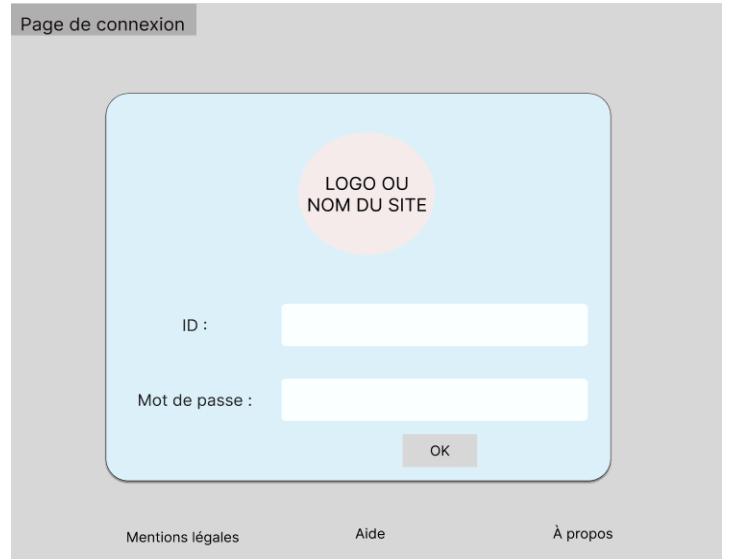 Page de connexion
LOGO OU
NOM DU SITE
ID :
Mot de passe :
OK
Mentions légales
Aide
À propos